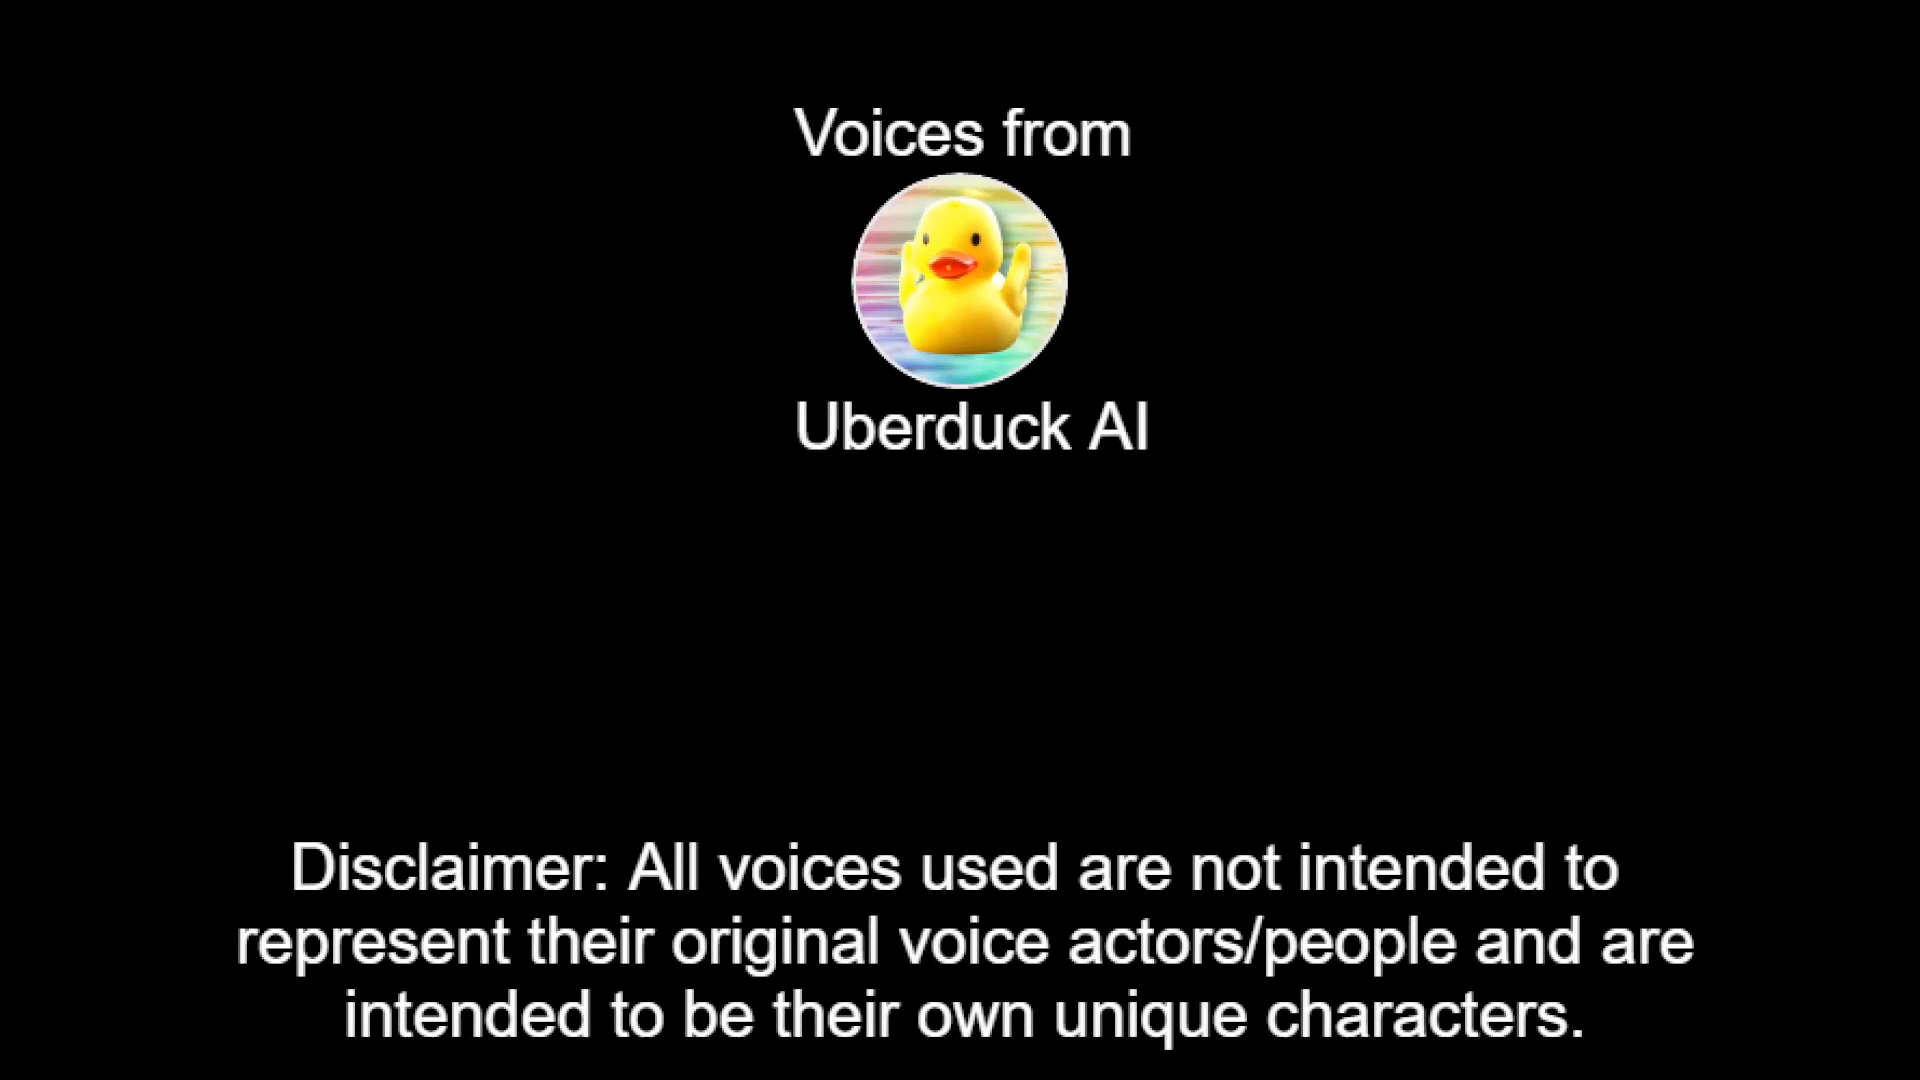 Voices from
Uberduck AI
Disclaimer: All voices used are not intended to
represent their original voice actors/people and are
intended to be their own unique characters.